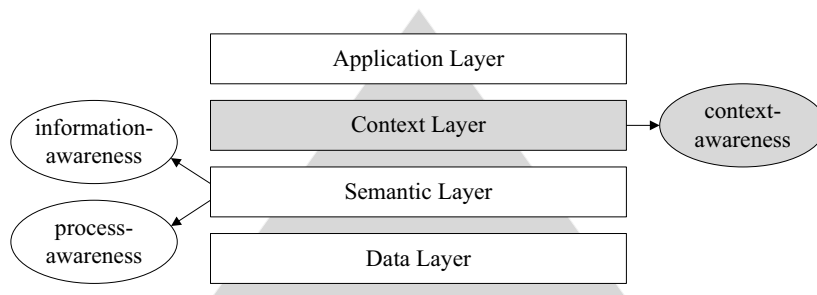 Application Layer
Context Layer
context-
awareness
information-
awareness
Semantic Layer
process-
awareness
Data Layer